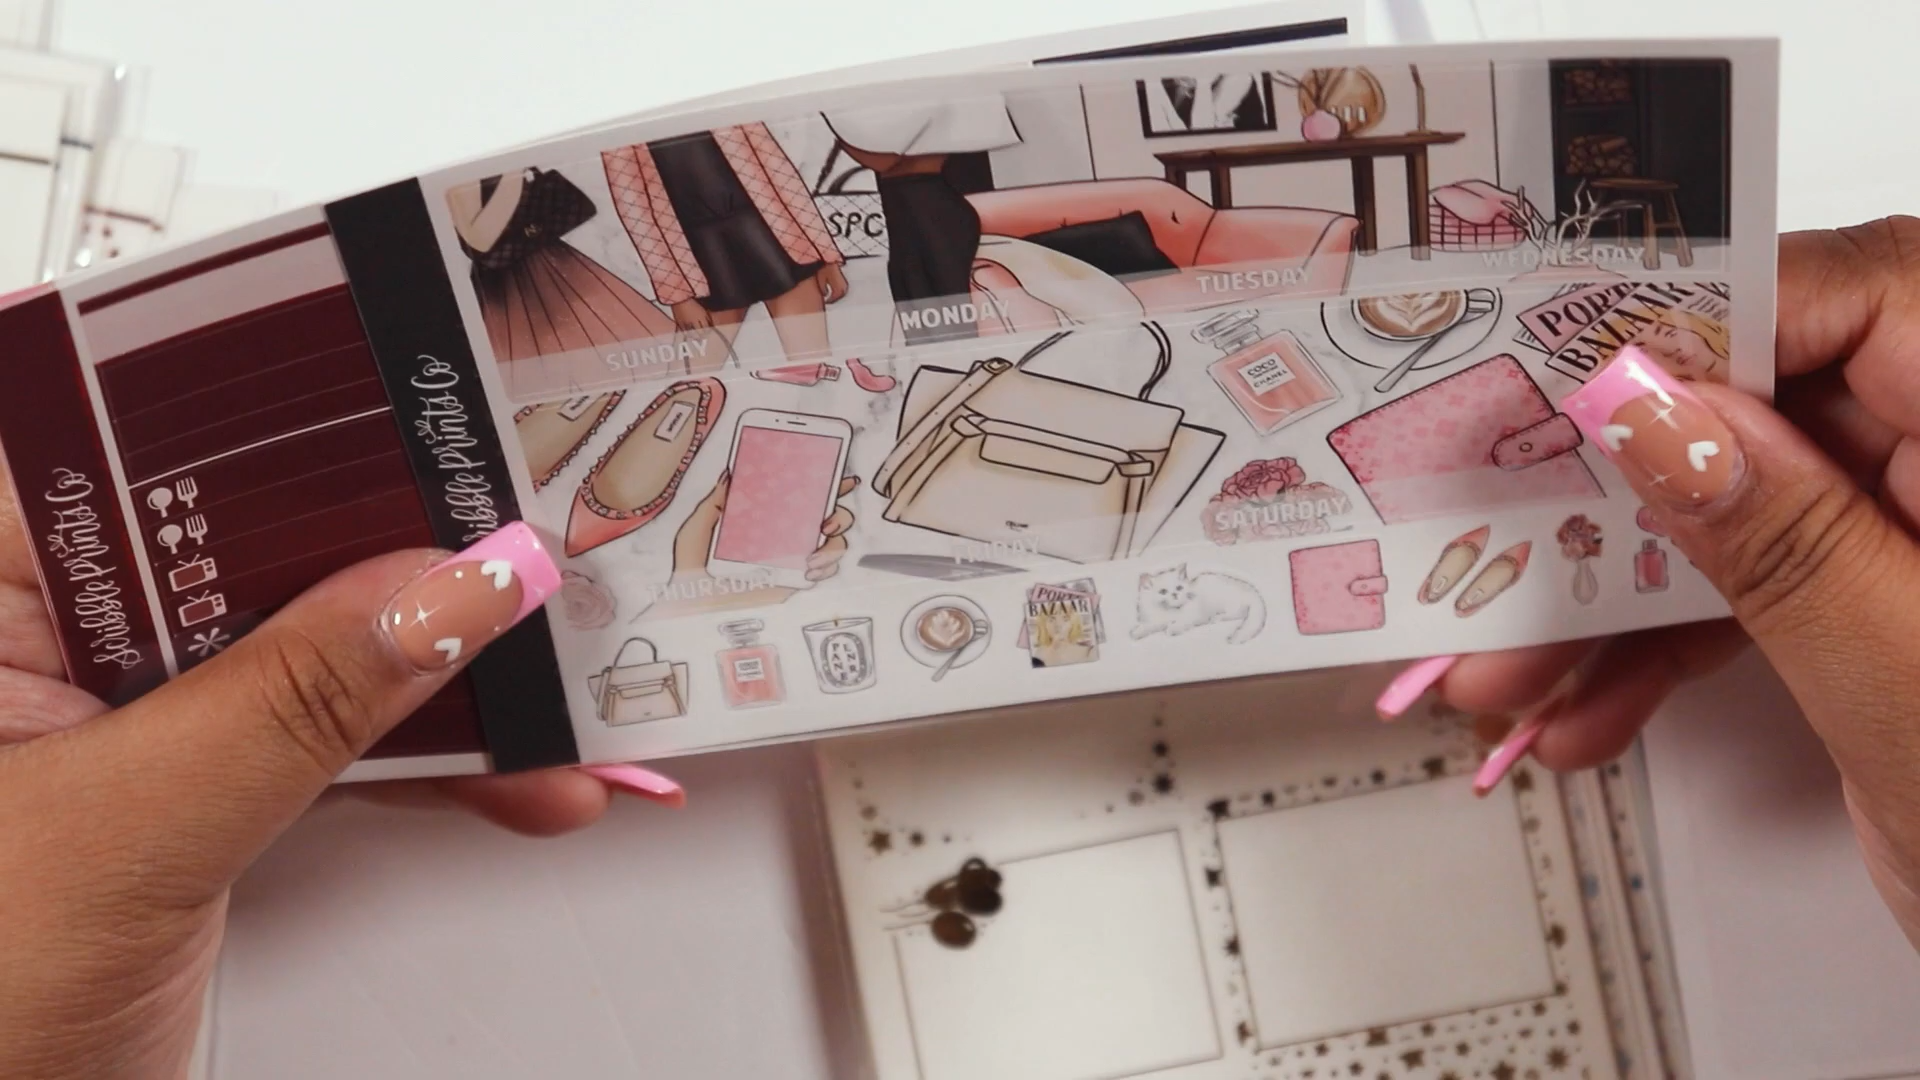 SPC
WEDNESDAY
TUESDAY
MONDAY
SUNDAY
PORT
BAZAAR
COCO
CHANEL
SATURDAY
FRIDAY
THURSDAY
Scribble Prints Co
Scribble Prints Co
PORT
BAZAAR